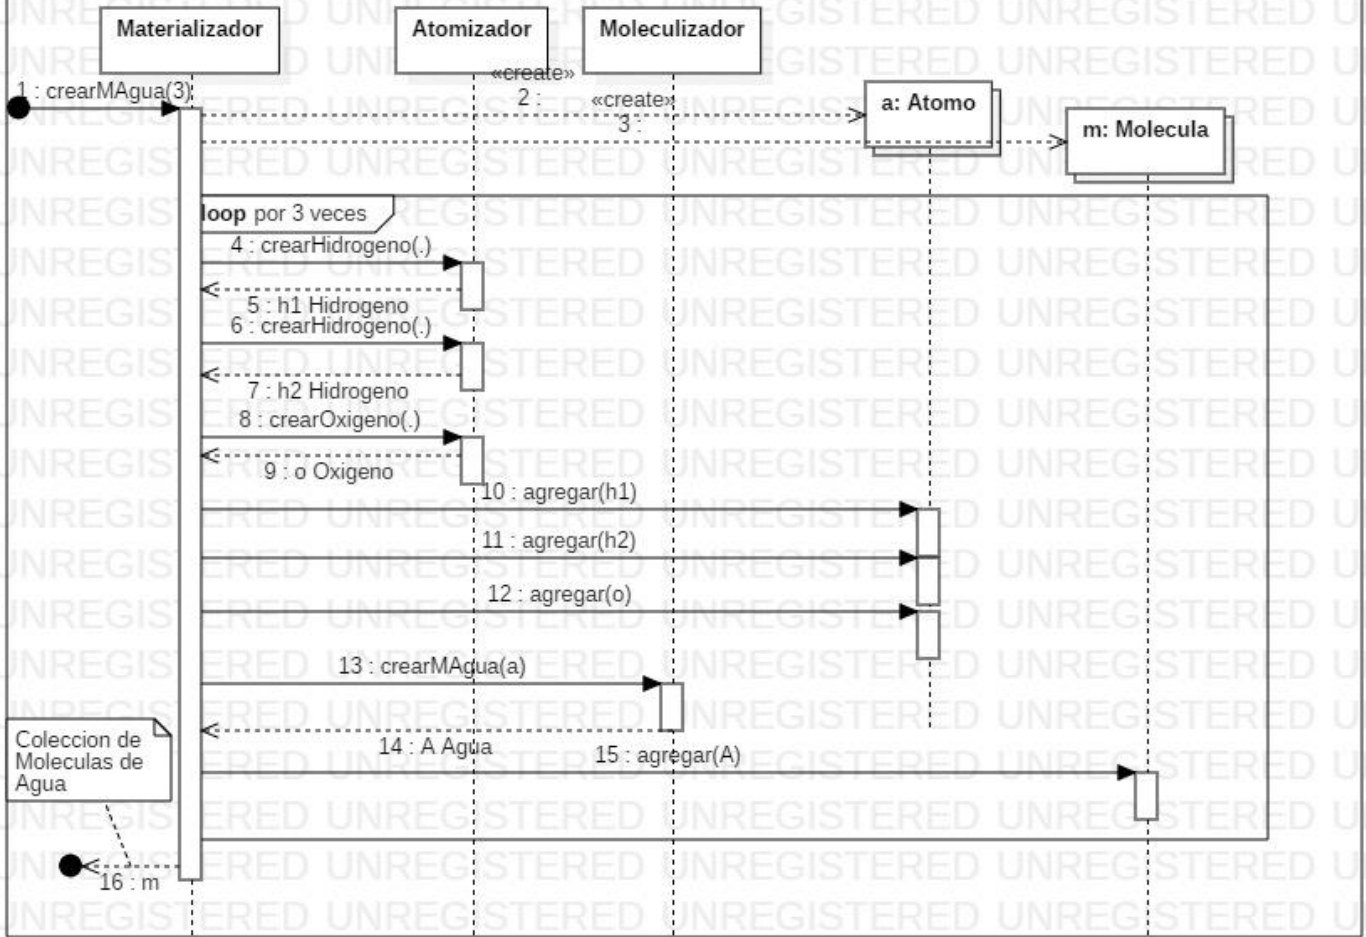 Materializador
Atomizador
Moleculizador
«create»
1 : crearMAgua(3)
2 :
«create»
3 :
a: Atomo
m: Molecula
loop por 3 veces
4 : crearHidrogeno(.)
5 : h1 Hidrogeno
6 : crearHidrogeno(.)
7 : h2 Hidrogeno
8 : crearOxigeno(.)
9 : o Oxigeno
10 : agregar(h1)
11 : agregar(h2)
12 : agregar(o)
13 : crearMAgua(a)
14 : A Agua
15 : agregar(A)
Coleccion de
Moleculas de
Agua
16 : m
UNREGISTERED